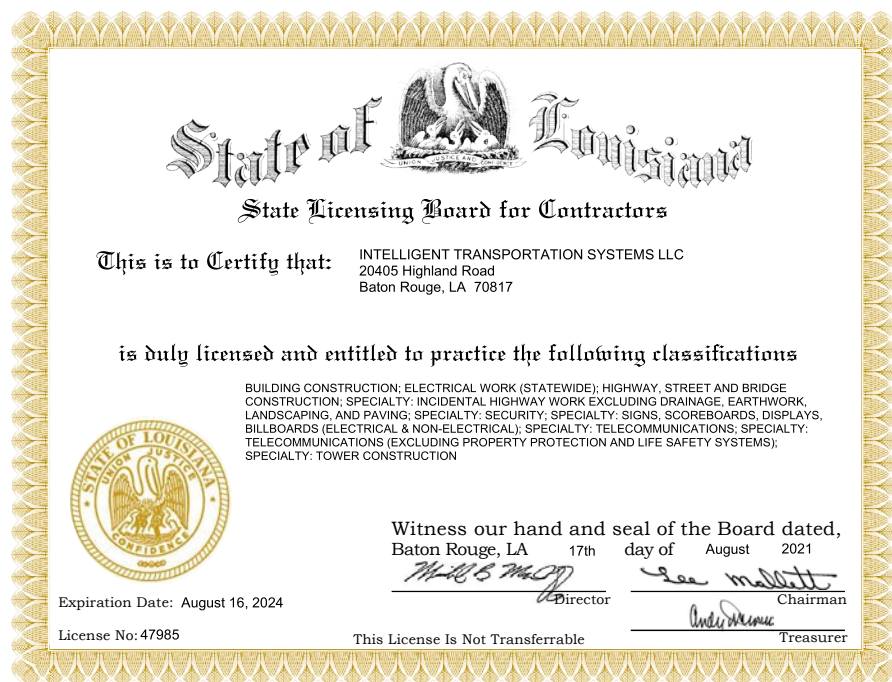 State of Louisiana
UNION JUSTICE AND CONFIDENCE
State Licensing Board for Contractors
This is to Certify that:
INTELLIGENT TRANSPORTATION SYSTEMS LLC
20405 Highland Road
Baton Rouge, LA 70817
is duly licensed and entitled to practice the following classifications
BUILDING CONSTRUCTION; ELECTRICAL WORK (STATEWIDE); HIGHWAY, STREET AND BRIDGE
CONSTRUCTION; SPECIALTY: INCIDENTAL HIGHWAY WORK EXCLUDING DRAINAGE, EARTHWORK,
LANDSCAPING, AND PAVING; SPECIALTY: SECURITY; SPECIALTY: SIGNS, SCOREBOARDS, DISPLAYS,
BILLBOARDS (ELECTRICAL & NON-ELECTRICAL); SPECIALTY: TELECOMMUNICATIONS; SPECIALTY:
TELECOMMUNICATIONS (EXCLUDING PROPERTY PROTECTION AND LIFE SAFETY SYSTEMS);
SPECIALTY: TOWER CONSTRUCTION
STATE OF LOUISIANA
UNION JUSTICE
CONFIDENCE
Witness our hand and seal of the Board dated,
Baton Rouge, LA 17th day of August 2021
Lee Mallett
Director Chairman
Expiration Date: August 16, 2024
Andy
License No: 47985
This License Is Not Transferrable
Treasurer